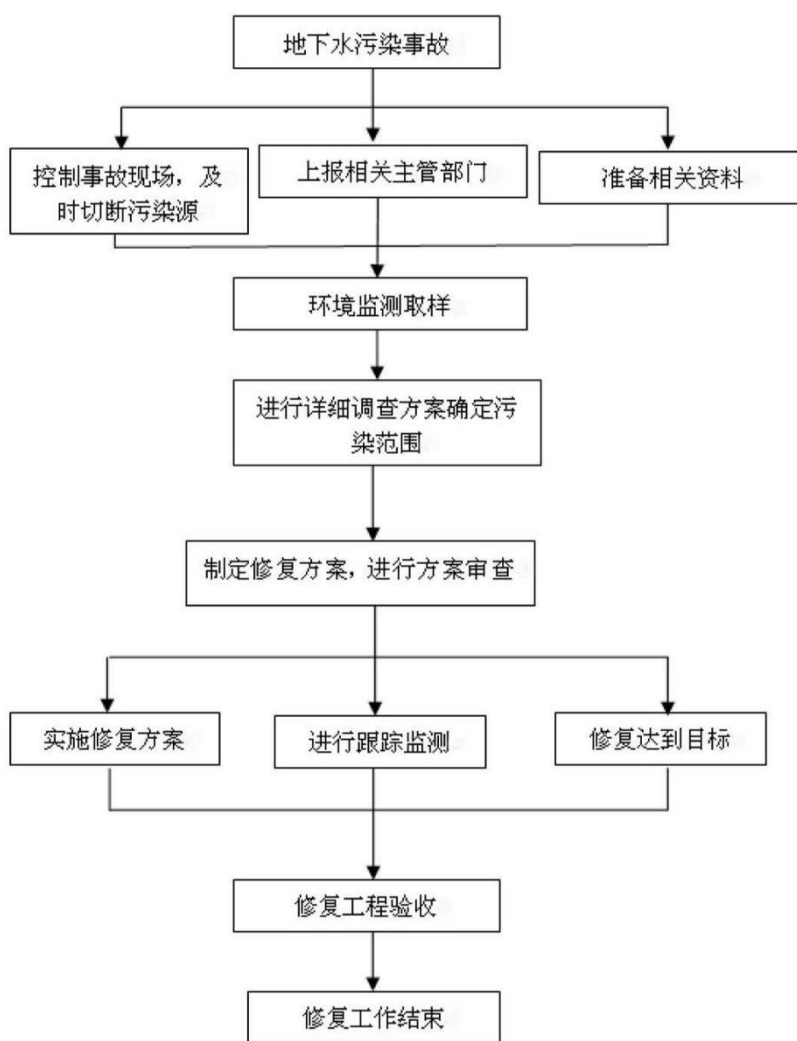 地下水污染事故
控制事故现场，及
时切断污染源
上报相关主管部门
准备相关资料
环境监测取样
进行详细调查方案确定污
染范围
制定修复方案，进行方案审查
实施修复方案
进行跟踪监测
修复达到目标
修复工程验收
修复工作结束